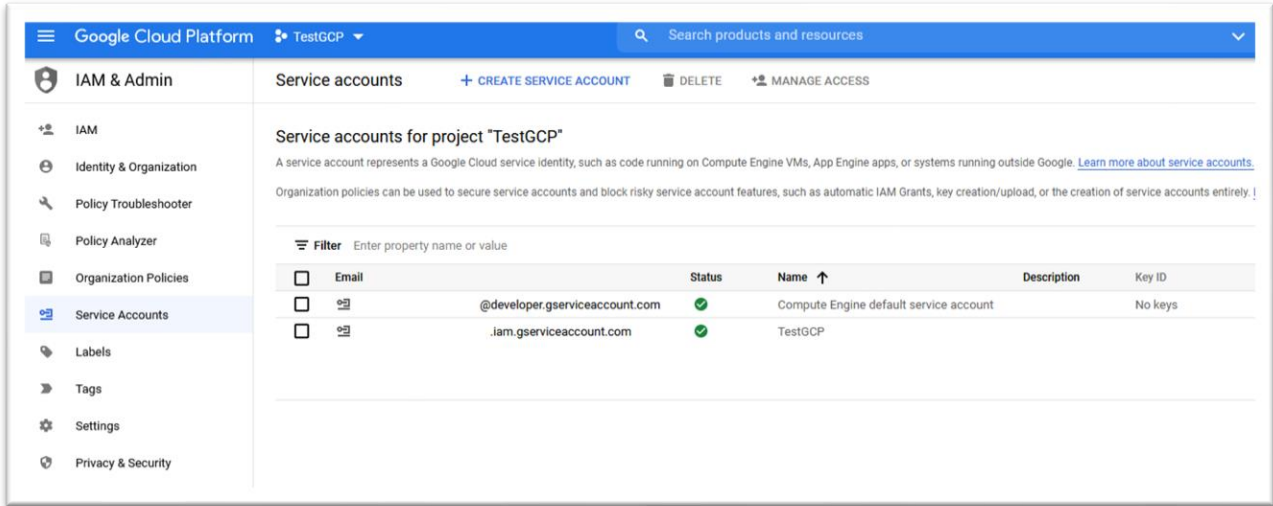 Google Cloud Platform TestGCP Search products and resources
IAM & Admin
Service accounts + CREATE SERVICE ACCOUNT DELETE MANAGE ACCESS
IAM
Identity & Organization
Policy Troubleshooter
Policy Analyzer
Organization Policies
Service Accounts
Labels
Tags
Settings
Privacy & Security
Service accounts for project "TestGCP"
A service account represents a Google Cloud service identity, such as code running on Compute Engine VMs, App Engine apps, or systems running outside Google. Learn more about service accounts.
Organization policies can be used to secure service accounts and block risky service account features, such as automatic IAM Grants, key creation/upload, or the creation of service accounts entirely.
Filter Enter property name or value
Email Status Name Description Key ID
@developer.gserviceaccount.com Compute Engine default service account No keys
.iam.gserviceaccount.com TestGCP